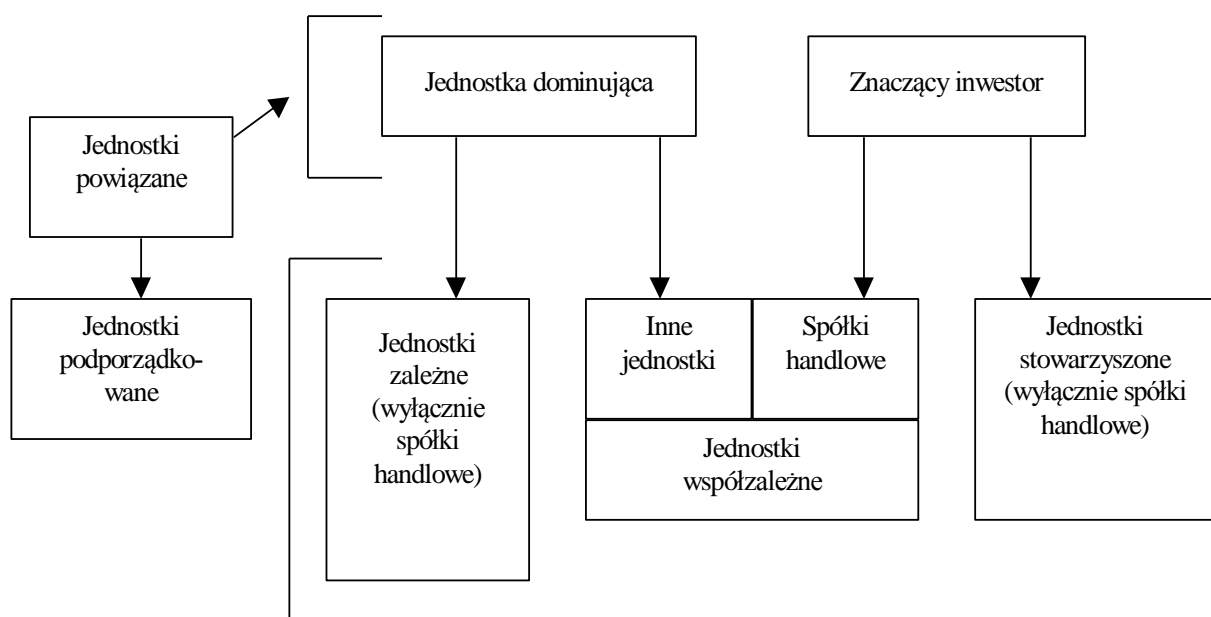 Jednostka dominująca
Znaczący inwestor
Jednostki
powiązane
Jednostki
podporządko-
wane
Jednostki
zależne
(wyłącznie
spółki
handlowe)
Inne
jednostki
Spółki
handlowe
Jednostki
współzależne
Jednostki
stowarzyszone
(wyłącznie spółki
handlowe)